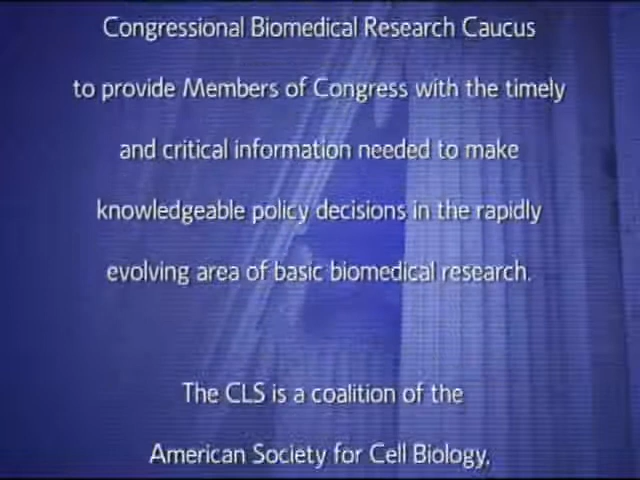 Congressional Biomedical Research Caucus
to provide Members of Congress with the timely
and critical information needed to make
knowledgeable policy decisions in the rapidly
evolving area of basic biomedical research.
The CLS is a coalition of the
American Society for Cell Biology,